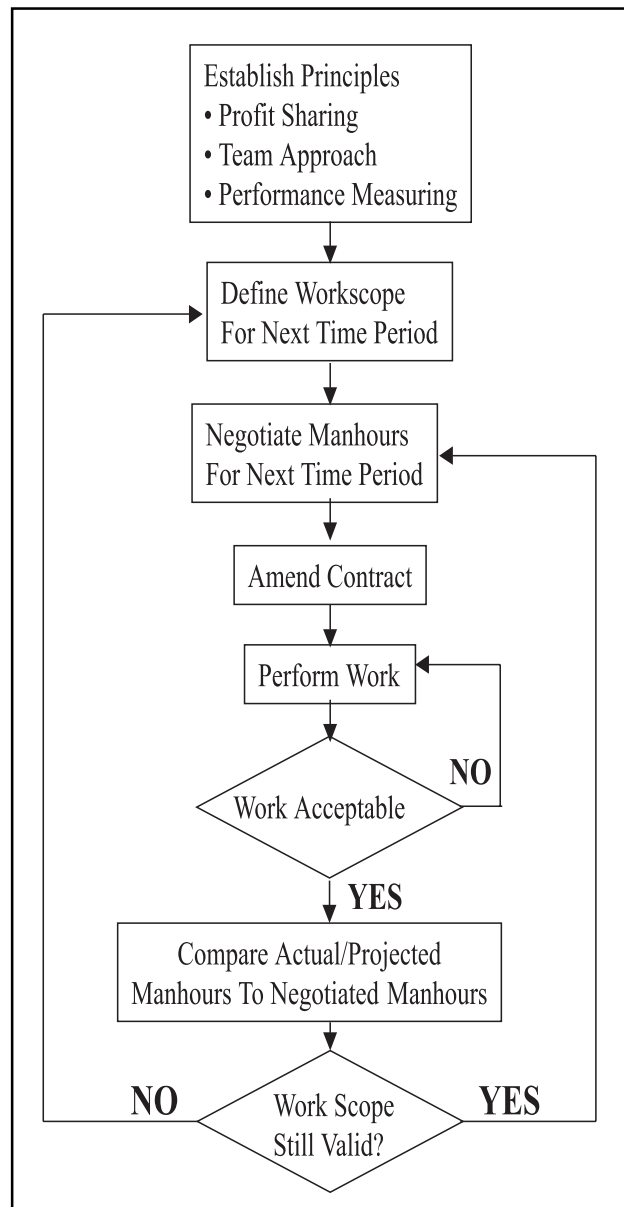 Establish Principles
• Profit Sharing
• Team Approach
• Performance Measuring
Define Workscope
For Next Time Period
Negotiate Manhours
For Next Time Period
Amend Contract
Perform Work
NO
Work Acceptable
YES
Compare Actual/Projected
Manhours To Negotiated Manhours
NO
YES
Work Scope
Still Valid?